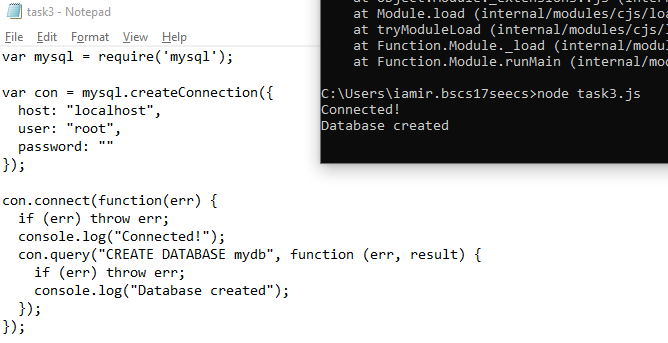 task3 - Notepad
File Edit Format View Help
var mysql = require('mysql');
var con = mysql.createConnection({
  host: "localhost",
  user: "root",
  password: ""
});
con.connect(function(err) {
  if (err) throw err;
  console.log("Connected!");
  con.query("CREATE DATABASE mydb", function (err, result) {
    if (err) throw err;
    console.log("Database created");
  });
});
at Module.load (internal/modules/cjs/loa
at tryModuleLoad (internal/modules/cjs/l
at Function.Module._load (internal/modul
at Function.Module.runMain (internal/mod
C:\Users\iamir.bscs17seecs>node task3.js
Connected!
Database created